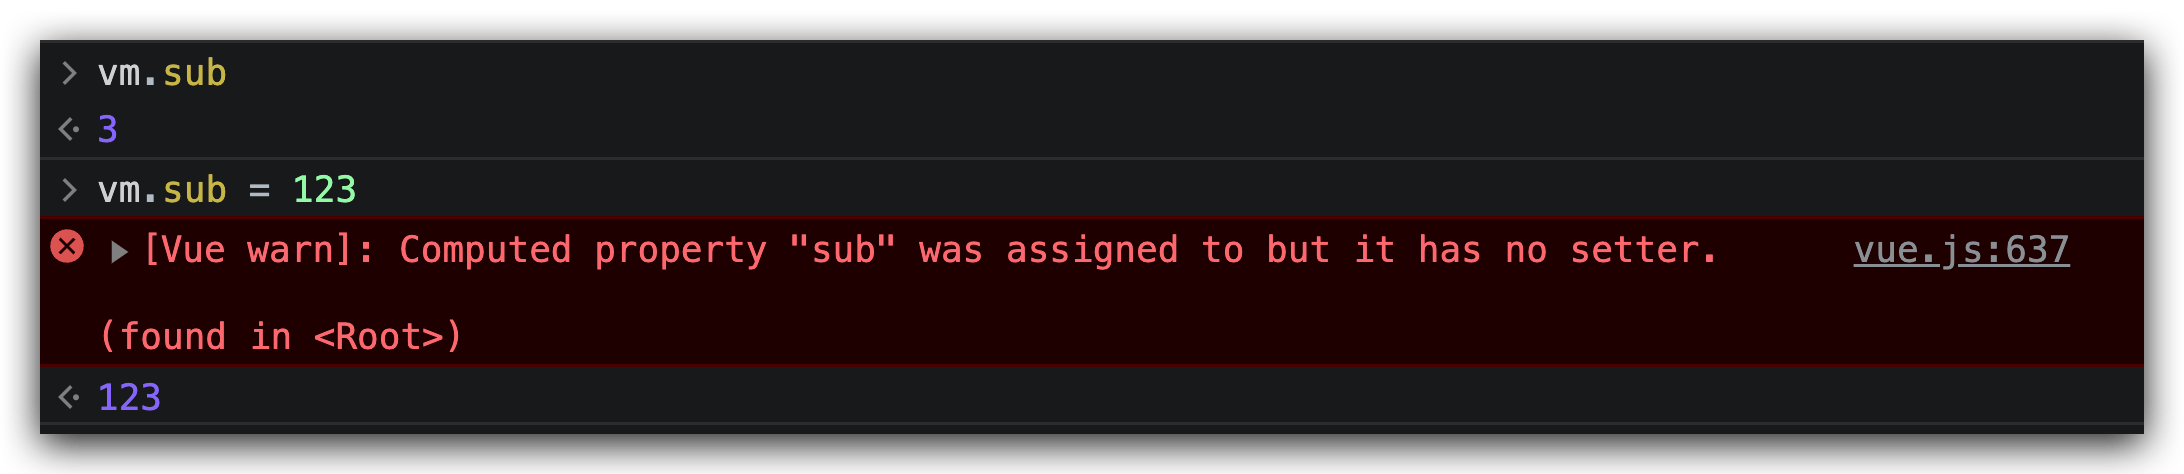 > vm.sub
3
> vm.sub = 123
[Vue warn]: Computed property "sub" was assigned to but it has no setter. vue.js:637
(found in <Root>)
123